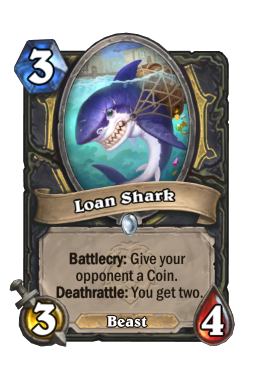 3
Loan Shark
Battlecry: Give your
opponent a Coin.
Deathrattle: You get two.
3
Beast
4